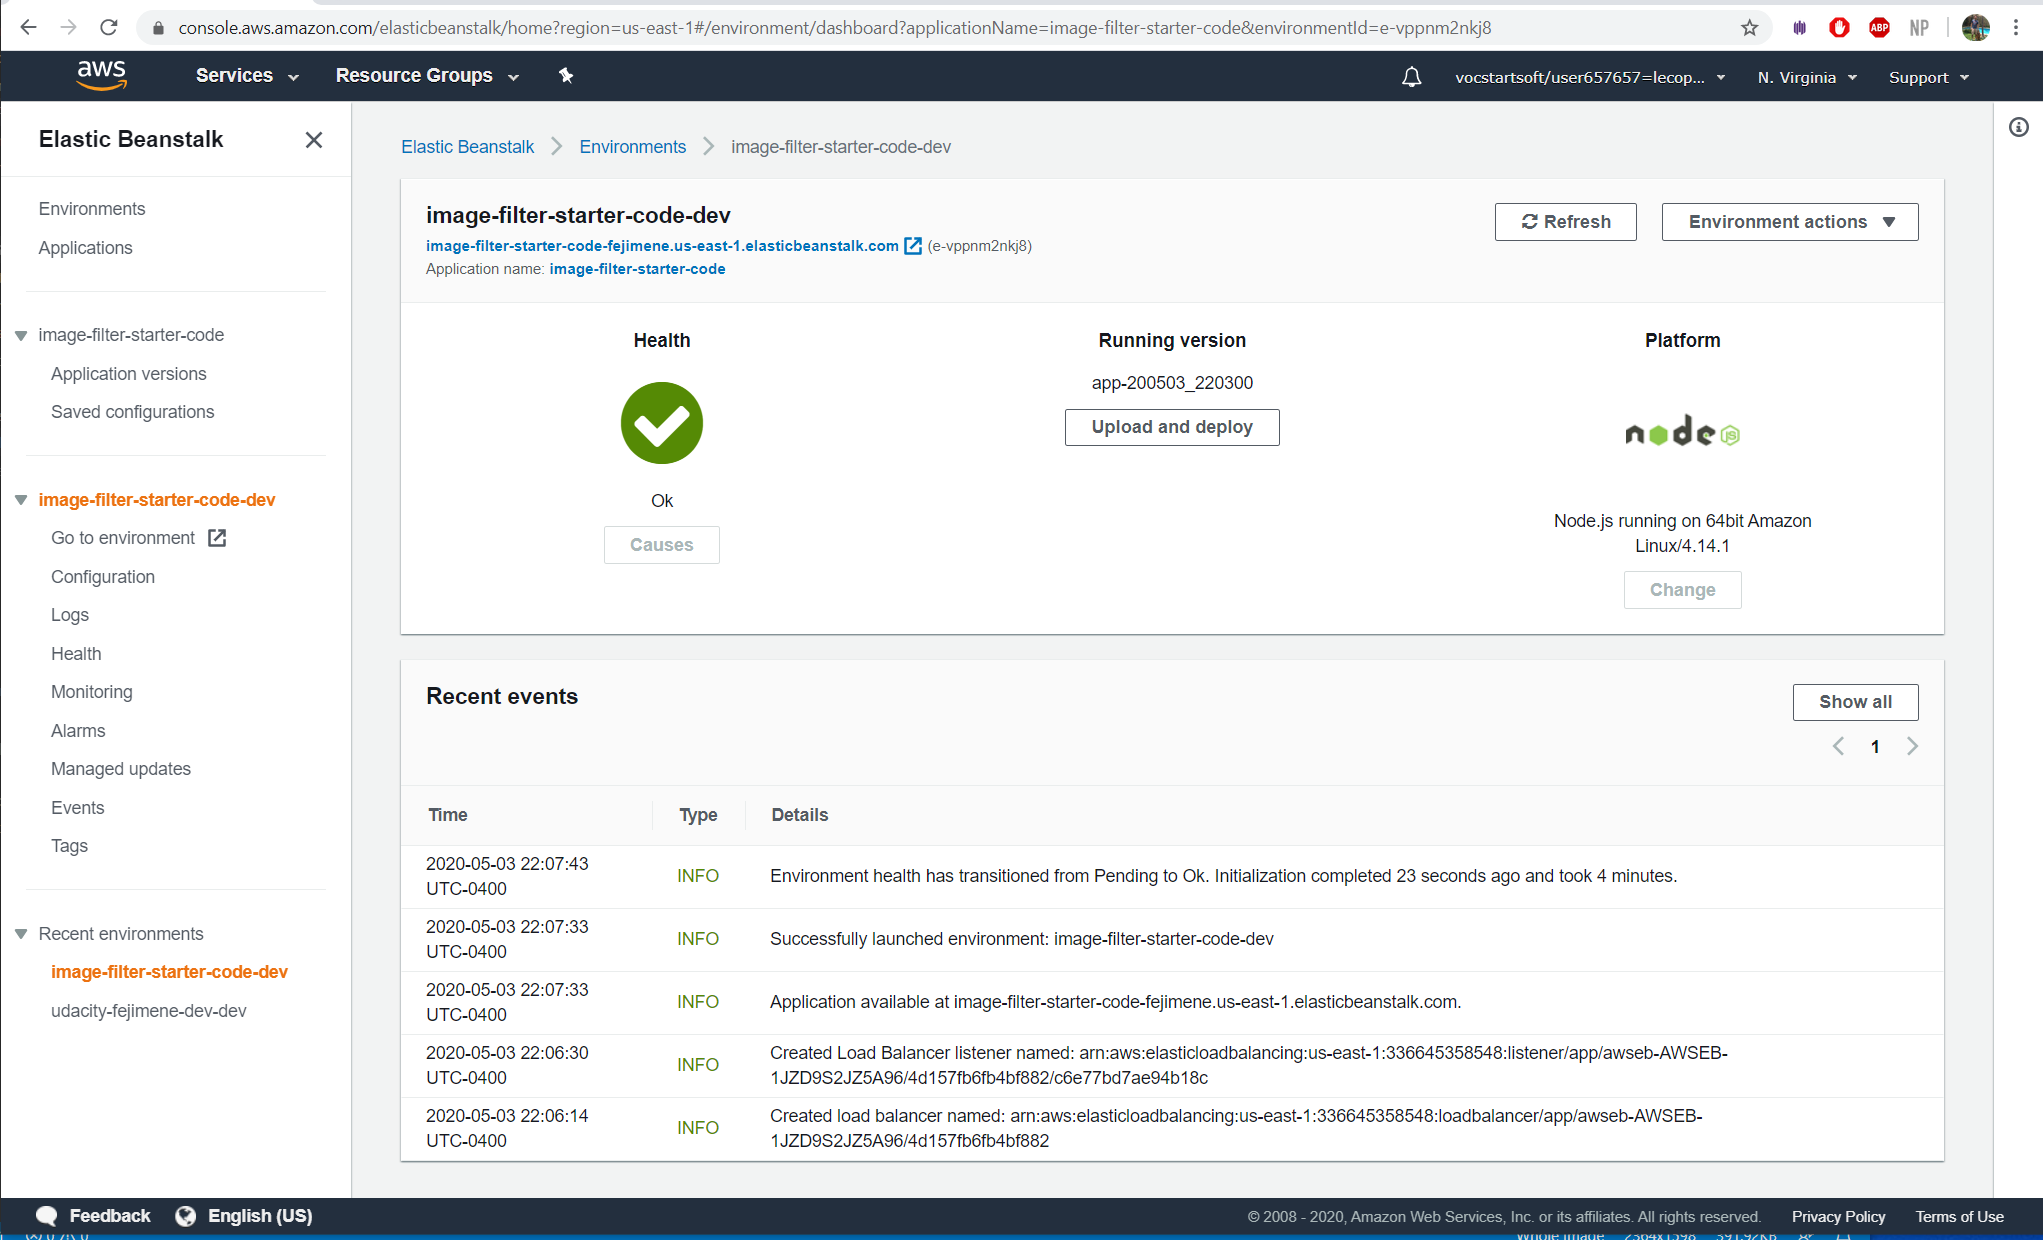 console.aws.amazon.com/elasticbeanstalk/home?region=us-east-1#/environment/dashboard?applicationName=image-filter-starter-code&environmentId=e-vppnm2nkj8
ABP
NP
aws
Services
Resource Groups
vocstartsoft/user657657=lecop...
N. Virginia
Support
Elastic Beanstalk
Environments
Applications
image-filter-starter-code
Application versions
Saved configurations
image-filter-starter-code-dev
Go to environment
Configuration
Logs
Health
Monitoring
Alarms
Managed updates
Events
Tags
Recent environments
image-filter-starter-code-dev
udacity-fejimene-dev-dev
Elastic Beanstalk
Environments
image-filter-starter-code-dev
image-filter-starter-code-dev
image-filter-starter-code-fejimene.us-east-1.elasticbeanstalk.com (e-vppnm2nkj8)
Application name: image-filter-starter-code
Refresh
Environment actions
Health
Ok
Causes
Running version
app-200503_220300
Upload and deploy
Platform
node
JS
Node.js running on 64bit Amazon
Linux/4.14.1
Change
Recent events
Show all
1
Time
Type
Details
2020-05-03 22:07:43
UTC-0400
INFO
Environment health has transitioned from Pending to Ok. Initialization completed 23 seconds ago and took 4 minutes.
2020-05-03 22:07:33
UTC-0400
INFO
Successfully launched environment: image-filter-starter-code-dev
2020-05-03 22:07:33
UTC-0400
INFO
Application available at image-filter-starter-code-fejimene.us-east-1.elasticbeanstalk.com.
2020-05-03 22:06:30
UTC-0400
INFO
Created Load Balancer listener named: arn:aws:elasticloadbalancing:us-east-1:336645358548:listener/app/awseb-AWSEB-
1JZD9S2JZ5A96/4d157fb6fb4bf882/c6e77bd7ae94b18c
2020-05-03 22:06:14
UTC-0400
INFO
Created load balancer named: arn:aws:elasticloadbalancing:us-east-1:336645358548:loadbalancer/app/awseb-AWSEB-
1JZD9S2JZ5A96/4d157fb6fb4bf882
Feedback
English (US)
© 2008 - 2020, Amazon Web Services, Inc. or its affiliates. All rights reserved.
Privacy Policy
Terms of Use
Whole Image
2364x1598
391.92KB